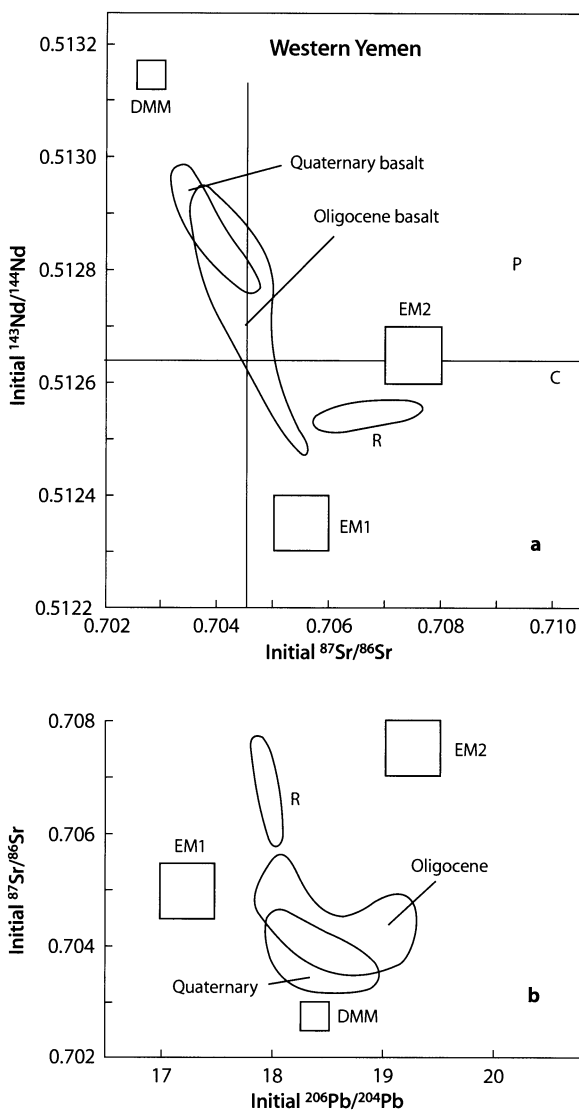 Western Yemen
0.5132
DMM
0.5130
Quaternary basalt
Oligocene basalt
0.5128
P
EM2
0.5126
C
R
0.5124
EM1
a
0.5122
0.702
0.704
0.706
0.708
0.710
Initial ¹⁴³Nd/¹⁴⁴Nd
Initial ⁸⁷Sr/⁸⁶Sr
0.708
EM2
R
0.706
EM1
Oligocene
0.704
Quaternary
b
DMM
0.702
17
18
19
20
Initial ⁸⁷Sr/⁸⁶Sr
Initial ²⁰⁶Pb/²⁰⁴Pb